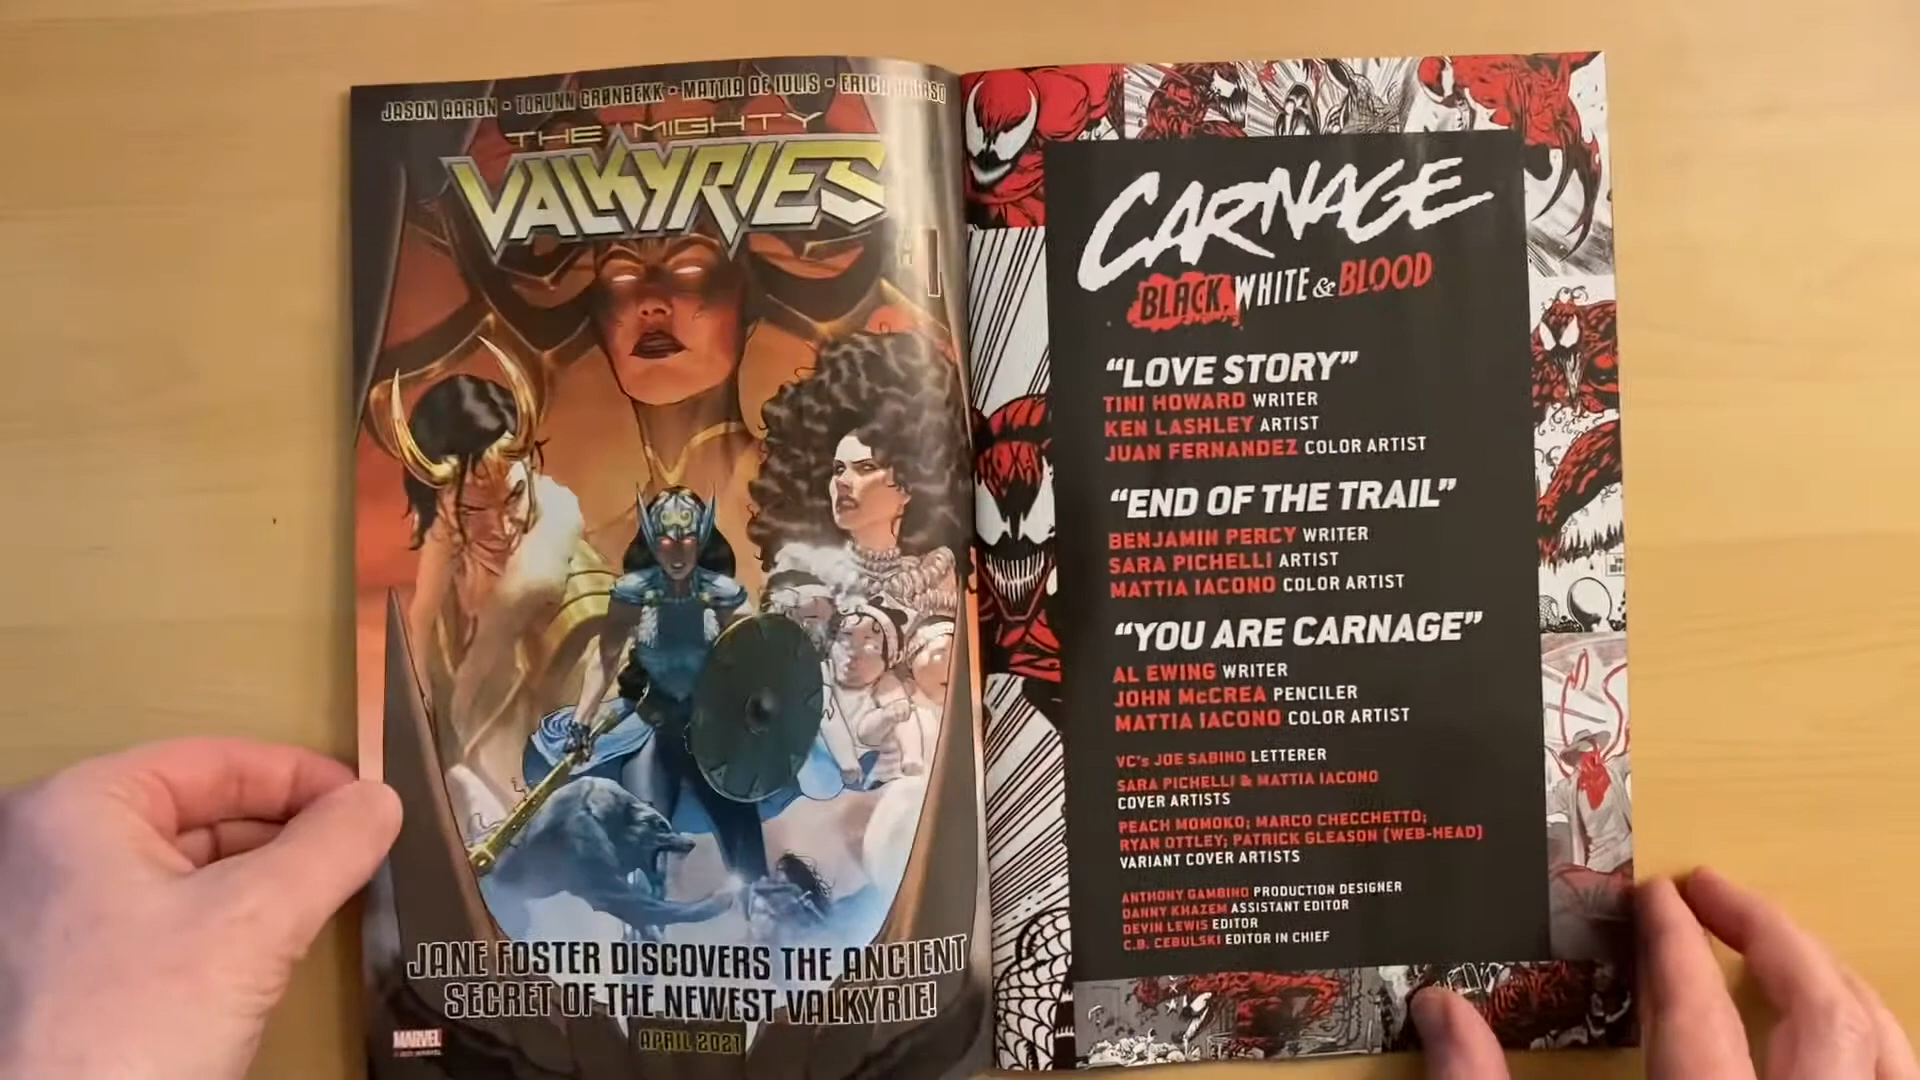 JASON AARON • TORUNN GRØNBEKK • MATTIA DE IULIS • ERICA
THE MIGHTY
VALKYRIES
JANE FOSTER DISCOVERS THE ANCIENT
SECRET OF THE NEWEST VALKYRIE!
APRIL 2021
MARVEL
CARNAGE
BLACK, WHITE & BLOOD
“LOVE STORY”
TINI HOWARD WRITER
KEN LASHLEY ARTIST
JUAN FERNANDEZ COLOR ARTIST
“END OF THE TRAIL”
BENJAMIN PERCY WRITER
SARA PICHELLI ARTIST
MATTIA IACONO COLOR ARTIST
“YOU ARE CARNAGE”
AL EWING WRITER
JOHN McCREA PENCILER
MATTIA IACONO COLOR ARTIST
VC's JOE SABINO LETTERER
SARA PICHELLI & MATTIA IACONO
COVER ARTISTS
PEACH MOMOKO; MARCO CHECCHETTO;
RYAN OTTLEY; PATRICK GLEASON (WEB-HEAD)
VARIANT COVER ARTISTS
ANTHONY GAMBINO PRODUCTION DESIGNER
DANNY KHAZEM ASSISTANT EDITOR
DEVIN LEWIS EDITOR
C.B. CEBULSKI EDITOR IN CHIEF